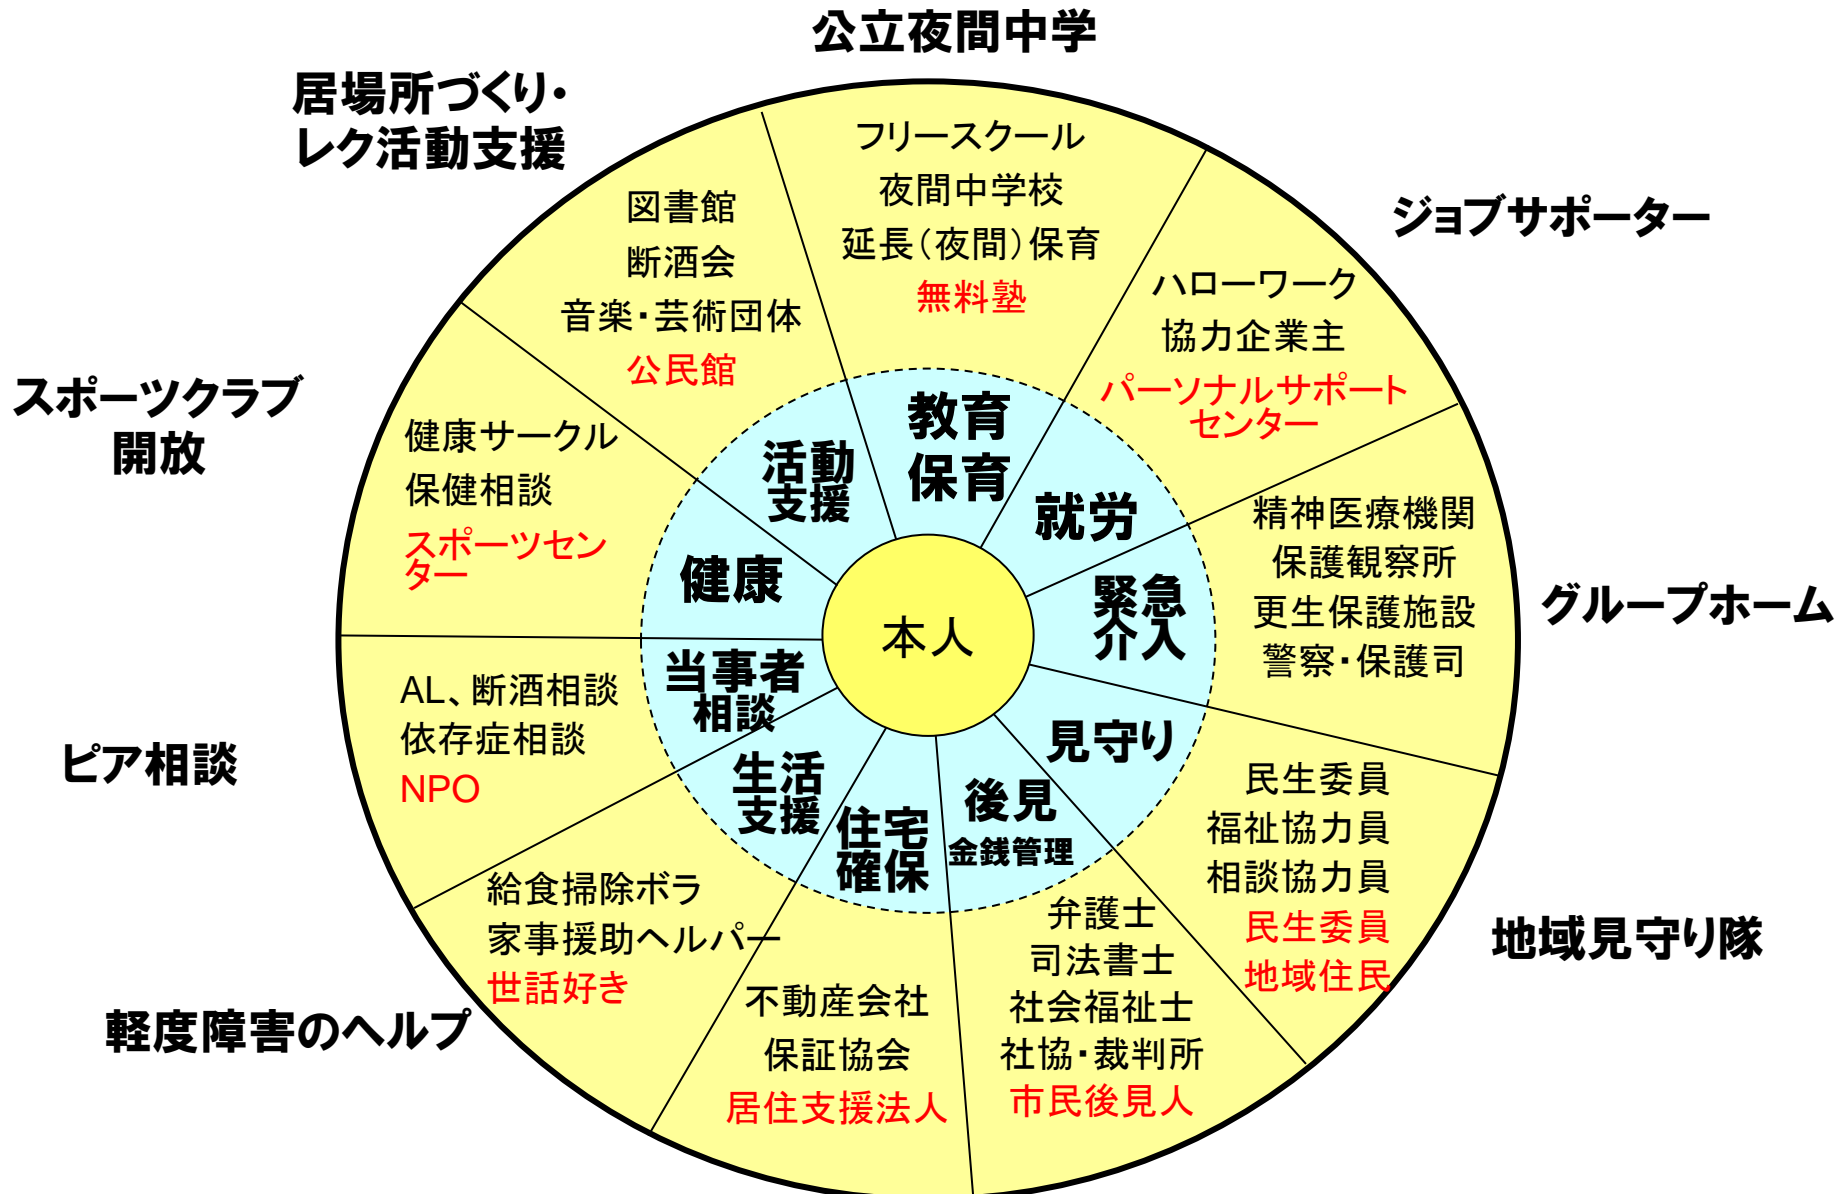 公立夜間中学
居場所づくり・
レク活動支援
フリースクール
夜間中学校
延長（夜間）保育
無料塾
ジョブサポーター
図書館
断酒会
音楽・芸術団体
公民館
ハローワーク
協力企業主
パーソナルサポート
センター
スポーツクラブ
開放
健康サークル
保健相談
スポーツセン
ター
教育
保育
活動
支援
就労
健康
緊急
介入
精神医療機関
保護観察所
更生保護施設
警察・保護司
グループホーム
本人
当事者
相談
見守り
AL、断酒相談
依存症相談
NPO
ピア相談
生活
支援
住宅
確保
後見
金銭管理
民生委員
福祉協力員
相談協力員
民生委員
地域住民
地域見守り隊
給食掃除ボラ
家事援助ヘルパー
世話好き
軽度障害のヘルプ
不動産会社
保証協会
居住支援法人
弁護士
司法書士
社会福祉士
社協・裁判所
市民後見人